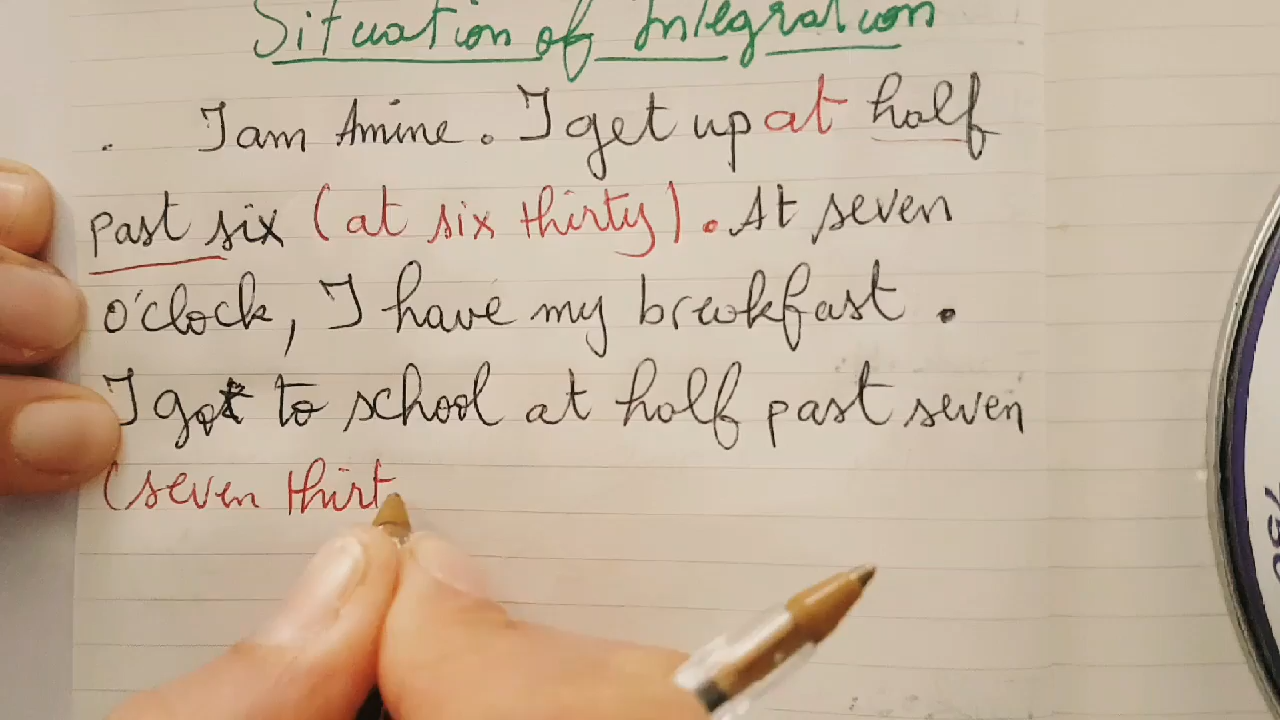 Situation of Integration
. I am Amine. I get up at half
past six (at six thirty). At seven
o'clock, I have my breakfast.
I got to school at half past seven
(seven thirt